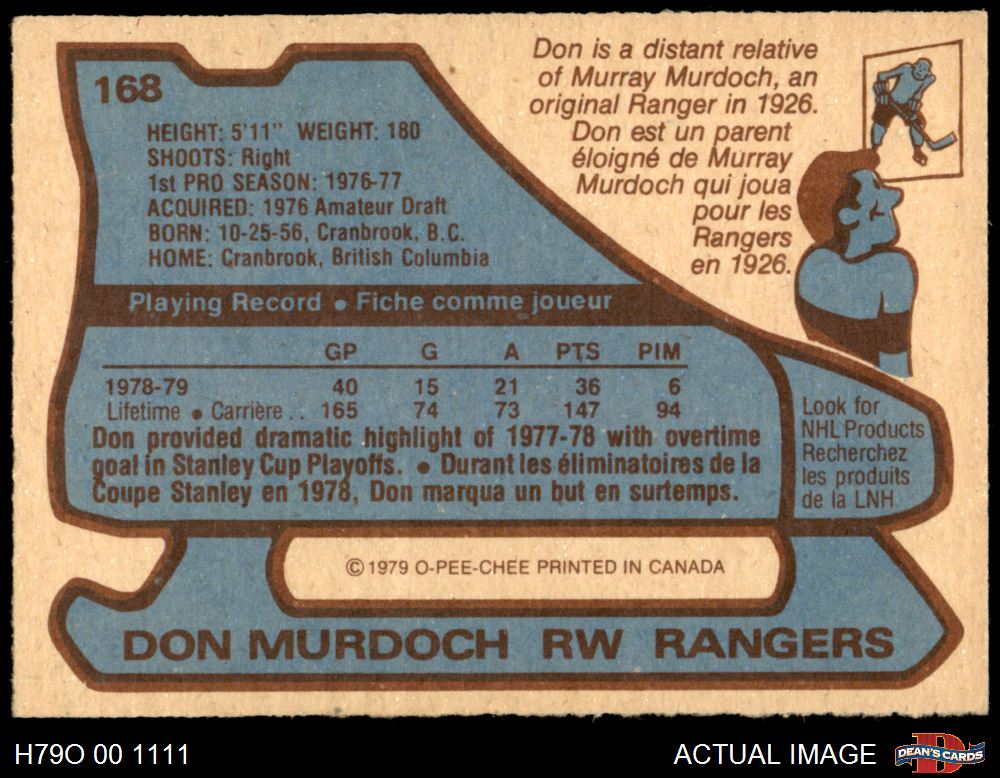 168
HEIGHT: 5'11" WEIGHT: 180
SHOOTS: Right
1st PRO SEASON: 1976-77
ACQUIRED: 1976 Amateur Draft
BORN: 10-25-56, Cranbrook, B.C.
HOME: Cranbrook, British Columbia
Don is a distant relative
of Murray Murdoch, an
original Ranger in 1926.
Don est un parent
éloigné de Murray
Murdoch qui joua
pour les
Rangers
en 1926.
Playing Record • Fiche comme joueur
GP G A PTS PIM
1978-79 40 15 21 36 6
Lifetime • Carrière .. 165 74 73 147 94
Don provided dramatic highlight of 1977-78 with overtime
goal in Stanley Cup Playoffs. • Durant les éliminatoires de la
Coupe Stanley en 1978, Don marqua un but en surtemps.
Look for
NHL Products
Recherchez
les produits
de la LNH
© 1979 O-PEE-CHEE PRINTED IN CANADA
DON MURDOCH RW RANGERS
H79O 00 1111
ACTUAL IMAGE
DEAN'S CARDS